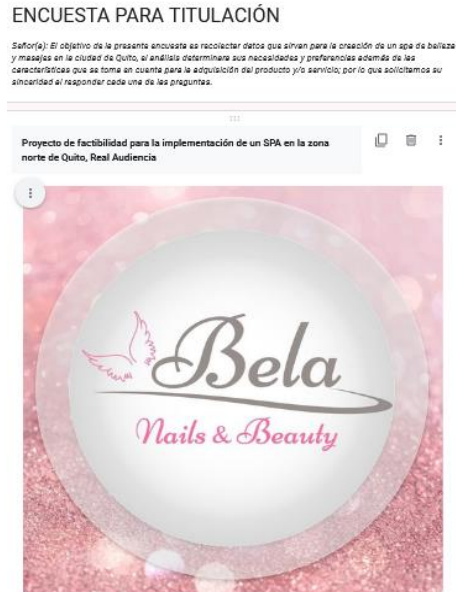 ENCUESTA PARA TITULACIÓN
Señor(a): El objetivo de la presente encuesta es recolectar datos que sirven para la creación de un spa de belleza
y masajes en la ciudad de Quito, el análisis determinara sus necesidades y preferencias además de las
características que se toma en cuenta para la adquisición del producto y/o servicio; por lo que solicitamos su
sinceridad al responder cada una de las preguntas.
Proyecto de factibilidad para la implementación de un SPA en la zona
norte de Quito, Real Audiencia
Bela
Nails & Beauty